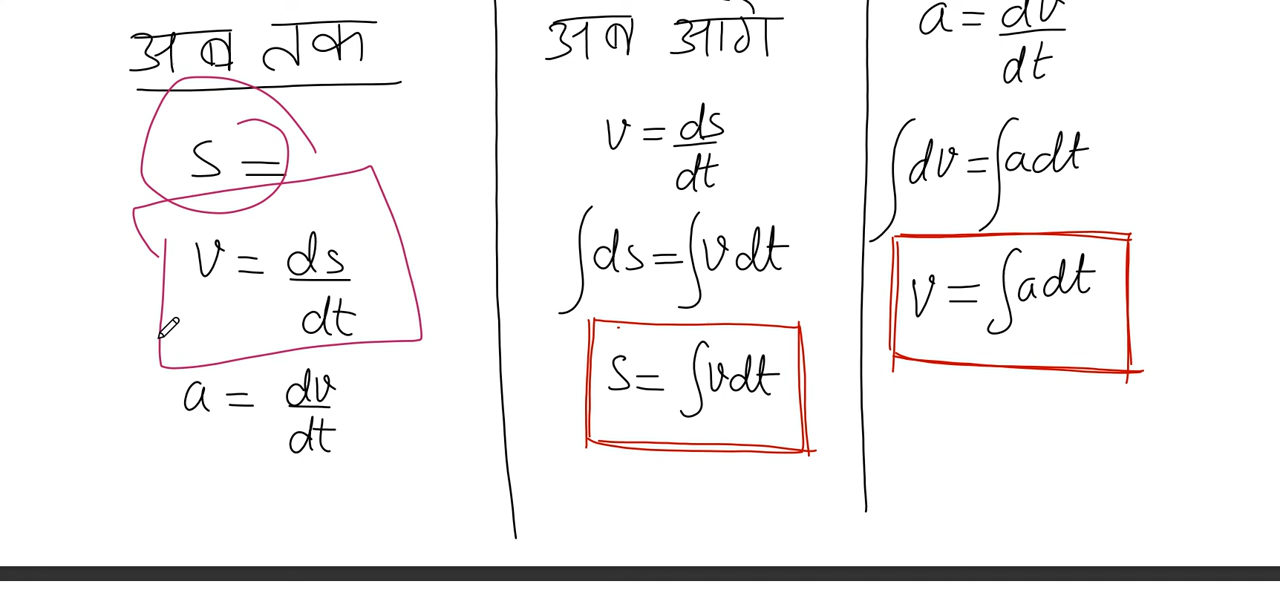 अब तक
S =
v = ds/dt
a = dv/dt
अब आगे
v = ds/dt
∫ds = ∫vdt
S = ∫vdt
a = dv/dt
∫dv = ∫adt
v = ∫adt